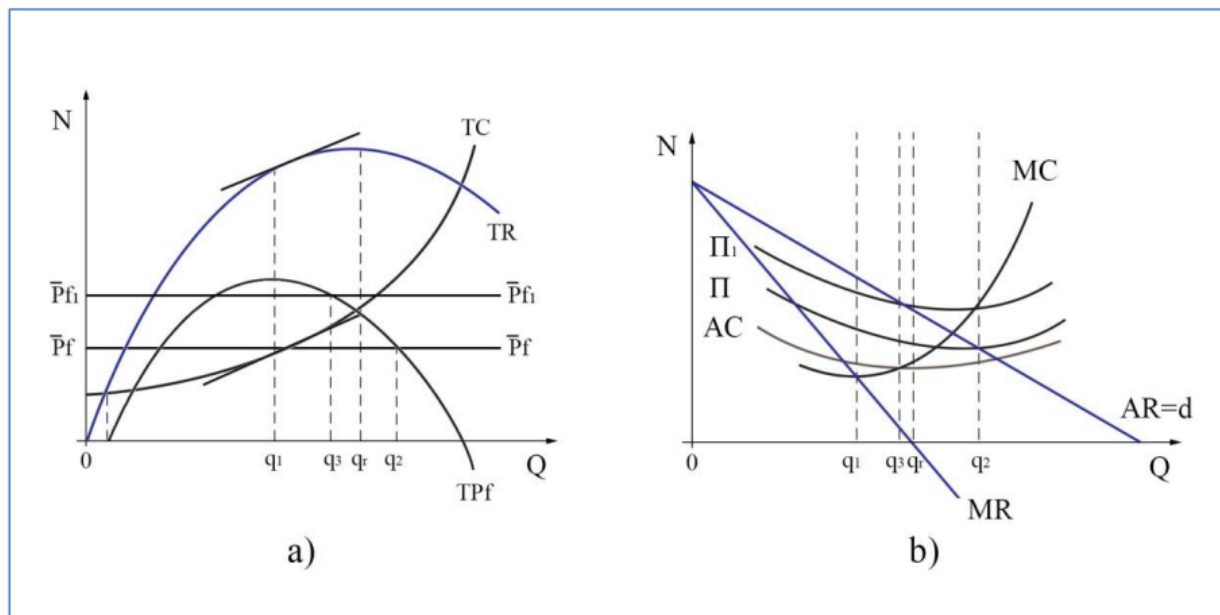 N
TC
TR
P̅f₁ P̅f₁
P̅f P̅f
0 q₁ q₃ qᵣ q₂ Q
TPf
a)
N
MC
Π₁
Π
AC
AR=d
0 q₁ q₃ qᵣ q₂ Q
MR
b)